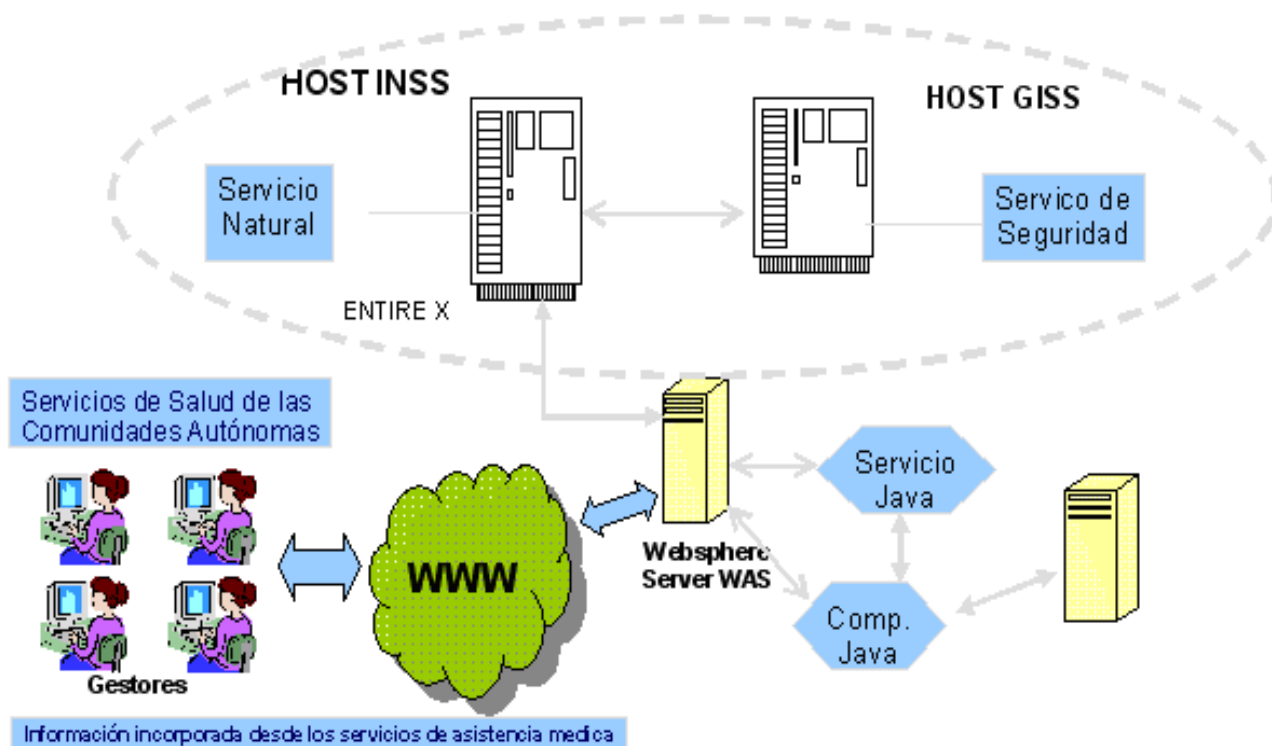 HOST INSS
HOST GISS
Servicio
Natural
Servico de
Seguridad
ENTIRE X
Servicios de Salud de las
Comunidades Autónomas
Servicio
Java
Websphere
Server WAS
WWW
Comp.
Java
Gestores
Información incorporada desde los servicios de asistencia medica